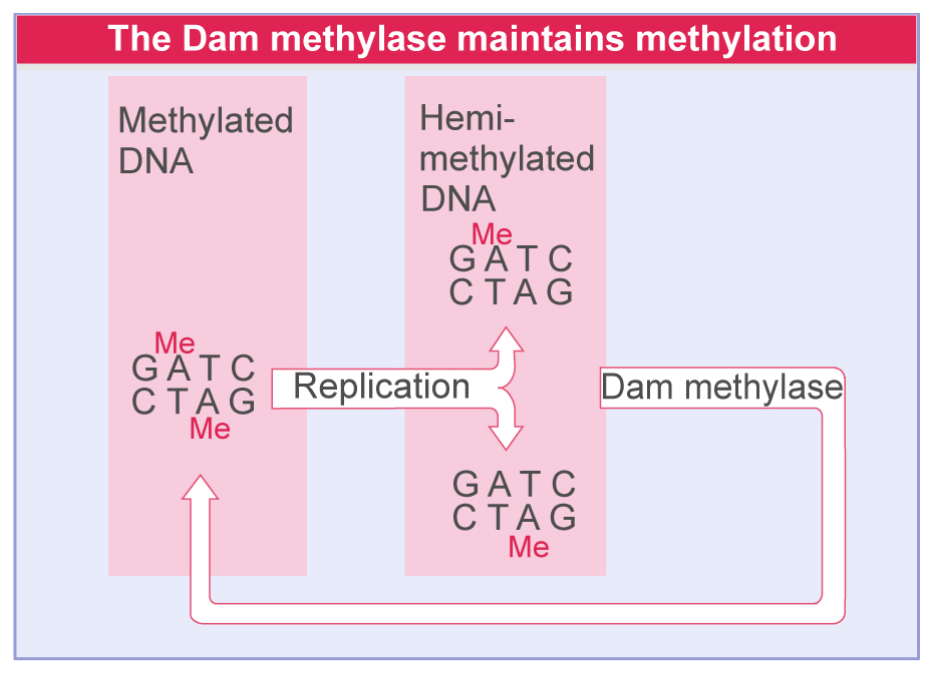 The Dam methylase maintains methylation
Methylated
DNA
Me
G A T C
C T A G
Me
Replication
Hemi-
methylated
DNA
Me
G A T C
C T A G
G A T C
C T A G
Me
Dam methylase